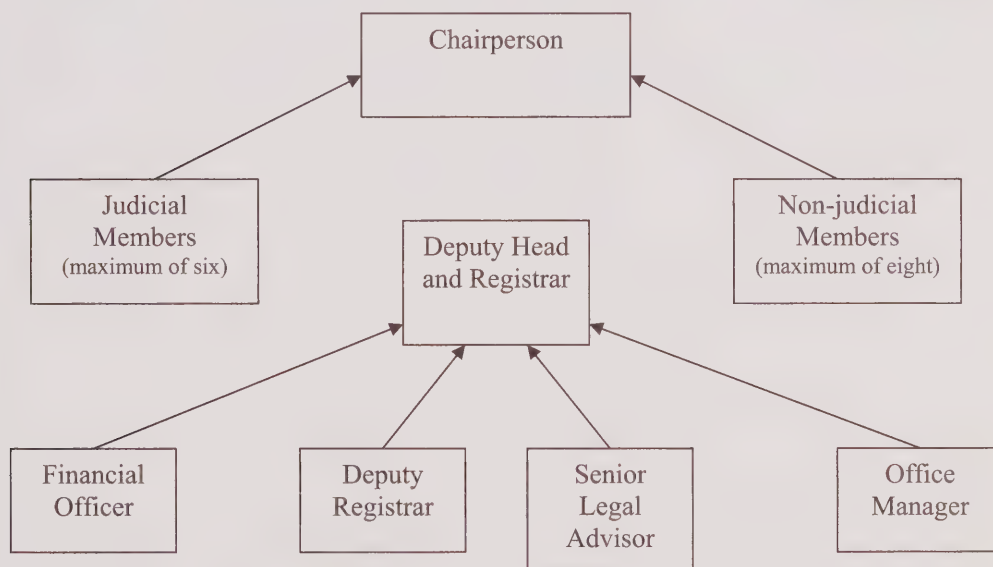 Chairperson
Judicial
Members
(maximum of six)
Non-judicial
Members
(maximum of eight)
Deputy Head
and Registrar
Financial
Officer
Deputy
Registrar
Senior
Legal
Advisor
Office
Manager